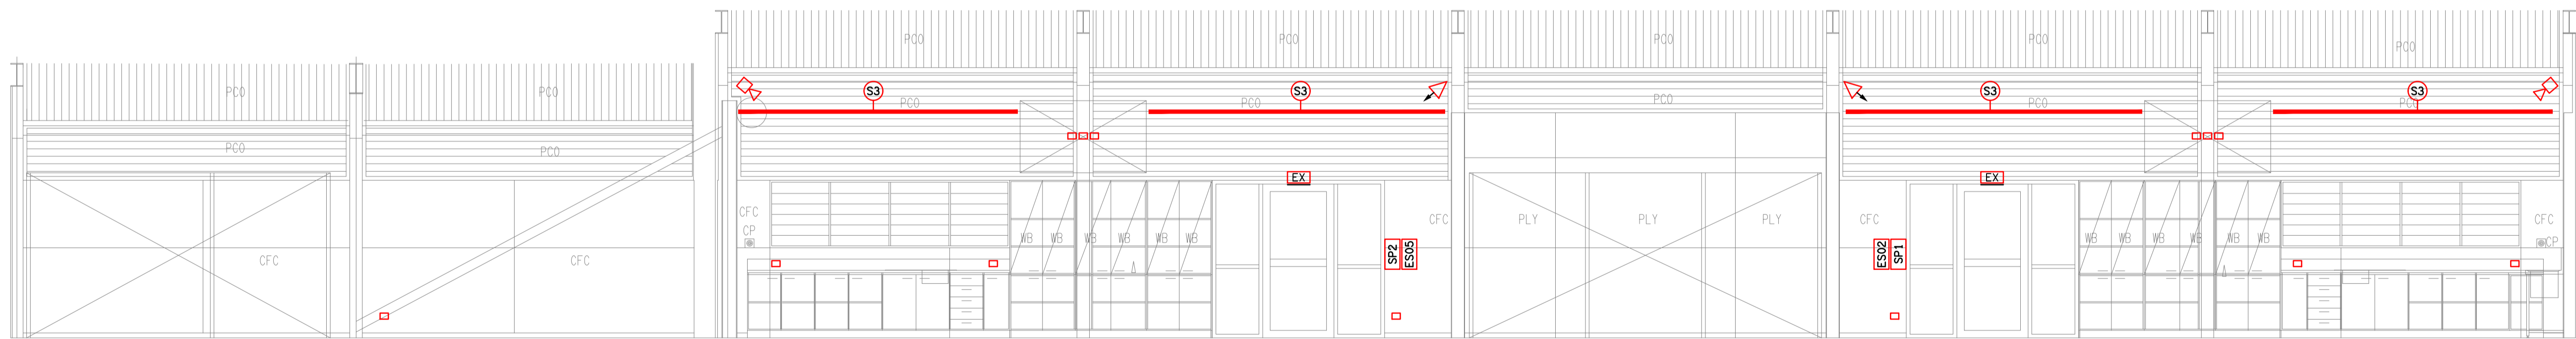 PCO PCO PCO PCO PCO
PCO PCO
S3 S3 S3 S3
PCO PCO PCO PCO PCO
PCO PCO
EX EX
CFC CFC PLY PLY PLY CFC CFC
CP WB WB WB WB WB WB WB WB WB WB WB WB CP
SP2 ES05 ES02 SP1
CFC CFC